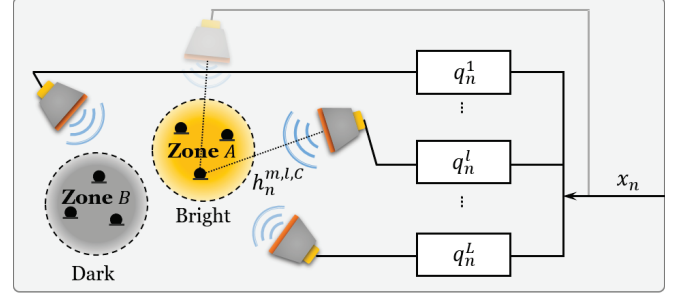 q_n^1
⋮
Zone A
h_n^{m,l,C}
q_n^l
x_n
Bright
⋮
Zone B
q_n^L
Dark